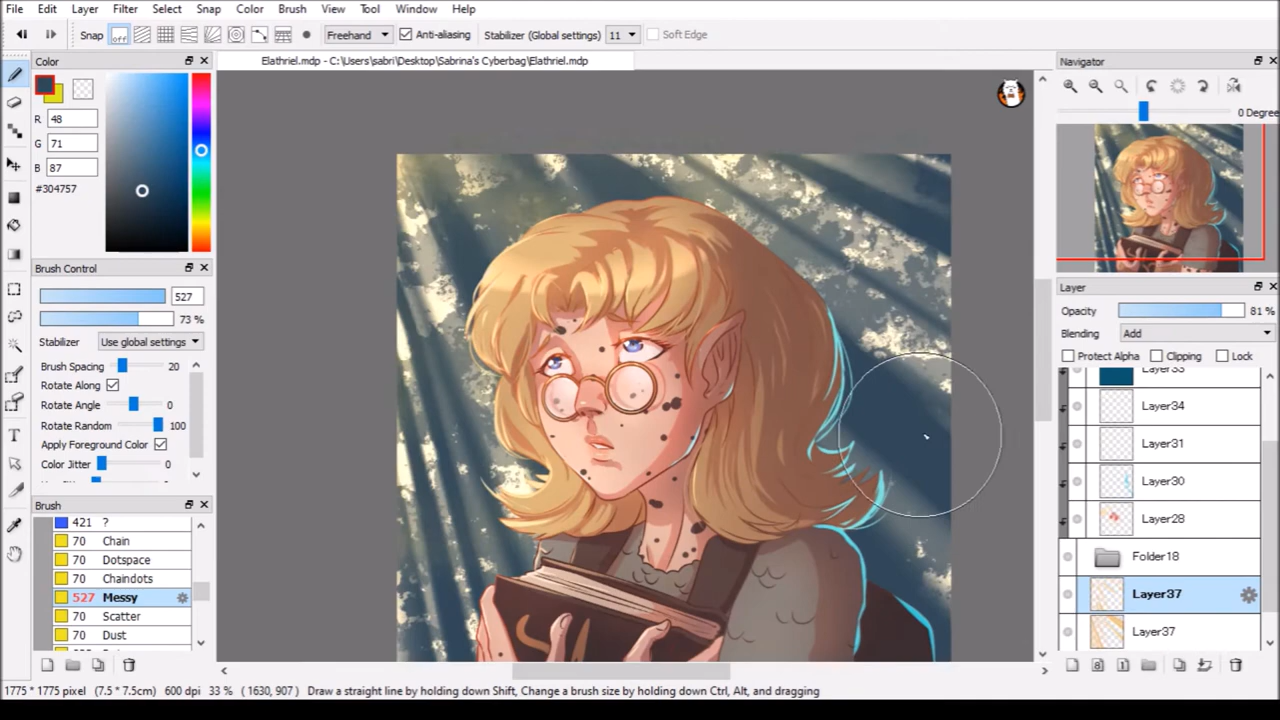 File Edit Layer Filter Select Snap Color Brush View Tool Window Help
Snap off Freehand Anti-aliasing Stabilizer (Global settings) 11 Soft Edge
Color
Elathriel.mdp - C:\Users\sabri\Desktop\Sabrina's Cyberbag\Elathriel.mdp
Navigator
R 48
G 71
B 87
#304757
0 Degree
Brush Control
527
73 %
Stabilizer Use global settings
Brush Spacing 20
Rotate Along
Rotate Angle 0
Rotate Random 100
Apply Foreground Color
Color Jitter 0
Layer
Opacity 81 %
Blending Add
Protect Alpha Clipping Lock
Layer33
Layer34
Layer31
Layer30
Layer28
Folder18
Layer37
Layer37
Brush
421 ?
70 Chain
70 Dotspace
70 Chaindots
527 Messy
70 Scatter
70 Dust
1775 * 1775 pixel (7.5 * 7.5cm) 600 dpi 33 % ( 1630, 907 ) Draw a straight line by holding down Shift, Change a brush size by holding down Ctrl, Alt, and dragging